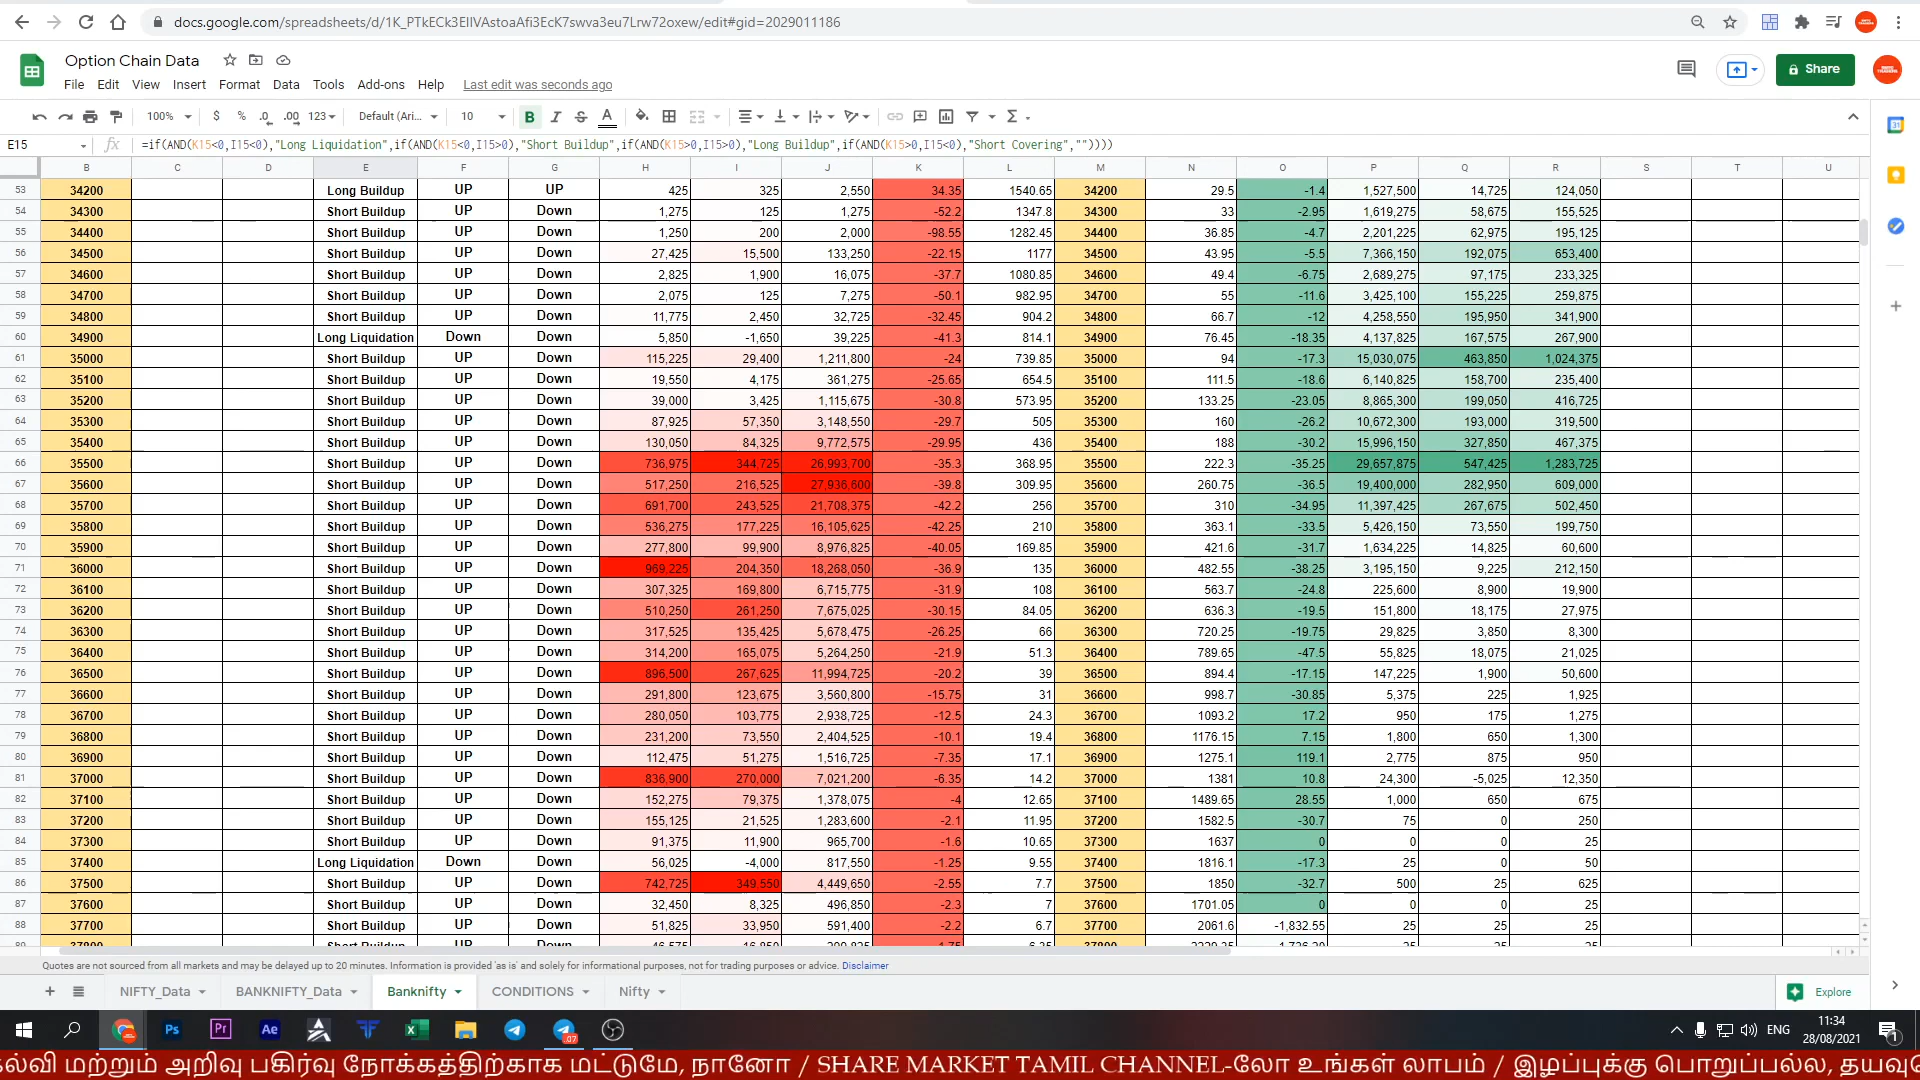 docs.google.com/spreadsheets/d/1K_PTkECk3EIIVAstoaAfi3EcK7swva3eu7Lrw72oxew/edit#gid=2029011186
Option Chain Data
File Edit View Insert Format Data Tools Add-ons Help Last edit was seconds ago
Share
100% $ % .0 .00 123 Default (Ari... 10 B I S A
E15 fx =if(AND(K15<0,I15<0),"Long Liquidation",if(AND(K15<0,I15>0),"Short Buildup",if(AND(K15>0,I15>0),"Long Buildup",if(AND(K15>0,I15<0),"Short Covering",""))))
B C D E F G H I J K L M N O P Q R S T U
53 34200 Long Buildup UP UP 425 325 2,550 34.35 1540.65 34200 29.5 -1.4 1,527,500 14,725 124,050
54 34300 Short Buildup UP Down 1,275 125 1,275 -52.2 1347.8 34300 33 -2.95 1,619,275 58,675 155,525
55 34400 Short Buildup UP Down 1,250 200 2,000 -98.55 1282.45 34400 36.85 -4.7 2,201,225 62,975 195,125
56 34500 Short Buildup UP Down 27,425 15,500 133,250 -22.15 1177 34500 43.95 -5.5 7,366,150 192,075 653,400
57 34600 Short Buildup UP Down 2,825 1,900 16,075 -37.7 1080.85 34600 49.4 -6.75 2,689,275 97,175 233,325
58 34700 Short Buildup UP Down 2,075 125 7,275 -50.1 982.95 34700 55 -11.6 3,425,100 155,225 259,875
59 34800 Short Buildup UP Down 11,775 2,450 32,725 -32.45 904.2 34800 66.7 -12 4,258,550 195,950 341,900
60 34900 Long Liquidation Down Down 5,850 -1,650 39,225 -41.3 814.1 34900 76.45 -18.35 4,137,825 167,575 267,900
61 35000 Short Buildup UP Down 115,225 29,400 1,211,800 -24 739.85 35000 94 -17.3 15,030,075 463,850 1,024,375
62 35100 Short Buildup UP Down 19,550 4,175 361,275 -25.65 654.5 35100 111.5 -18.6 6,140,825 158,700 235,400
63 35200 Short Buildup UP Down 39,000 3,425 1,115,675 -30.8 573.95 35200 133.25 -23.05 8,865,300 199,050 416,725
64 35300 Short Buildup UP Down 87,925 57,350 3,148,550 -29.7 505 35300 160 -26.2 10,672,300 193,000 319,500
65 35400 Short Buildup UP Down 130,050 84,325 9,772,575 -29.95 436 35400 188 -30.2 15,996,150 327,850 467,375
66 35500 Short Buildup UP Down 736,975 344,725 26,993,700 -35.3 368.95 35500 222.3 -35.25 29,657,875 547,425 1,283,725
67 35600 Short Buildup UP Down 517,250 216,525 27,936,600 -39.8 309.95 35600 260.75 -36.5 19,400,000 282,950 609,000
68 35700 Short Buildup UP Down 691,700 243,525 21,708,375 -42.2 256 35700 310 -34.95 11,397,425 267,675 502,450
69 35800 Short Buildup UP Down 536,275 177,225 16,105,625 -42.25 210 35800 363.1 -33.5 5,426,150 73,550 199,750
70 35900 Short Buildup UP Down 277,800 99,900 8,976,825 -40.05 169.85 35900 421.6 -31.7 1,634,225 14,825 60,600
71 36000 Short Buildup UP Down 969,225 204,350 18,268,050 -36.9 135 36000 482.55 -38.25 3,195,150 9,225 212,150
72 36100 Short Buildup UP Down 307,325 169,800 6,715,775 -31.9 108 36100 563.7 -24.8 225,600 8,900 19,900
73 36200 Short Buildup UP Down 510,250 261,250 7,675,025 -30.15 84.05 36200 636.3 -19.5 151,800 18,175 27,975
74 36300 Short Buildup UP Down 317,525 135,425 5,678,475 -26.25 66 36300 720.25 -19.75 29,825 3,850 8,300
75 36400 Short Buildup UP Down 314,200 165,075 5,264,250 -21.9 51.3 36400 789.65 -47.5 55,825 18,075 21,025
76 36500 Short Buildup UP Down 896,500 267,625 11,994,725 -20.2 39 36500 894.4 -17.15 147,225 1,900 50,600
77 36600 Short Buildup UP Down 291,800 123,675 3,560,800 -15.75 31 36600 998.7 -30.85 5,375 225 1,925
78 36700 Short Buildup UP Down 280,050 103,775 2,938,725 -12.5 24.3 36700 1093.2 17.2 950 175 1,275
79 36800 Short Buildup UP Down 231,200 73,550 2,404,525 -10.1 19.4 36800 1176.15 7.15 1,800 650 1,300
80 36900 Short Buildup UP Down 112,475 51,275 1,516,725 -7.35 17.1 36900 1275.1 119.1 2,775 875 950
81 37000 Short Buildup UP Down 836,900 270,000 7,021,200 -6.35 14.2 37000 1381 10.8 24,300 -5,025 12,350
82 37100 Short Buildup UP Down 152,275 79,375 1,378,075 -4 12.65 37100 1489.65 28.55 1,000 650 675
83 37200 Short Buildup UP Down 155,125 21,525 1,283,600 -2.1 11.95 37200 1582.5 -30.7 75 0 250
84 37300 Short Buildup UP Down 91,375 11,900 965,700 -1.6 10.65 37300 1637 0 0 0 25
85 37400 Long Liquidation Down Down 56,025 -4,000 817,550 -1.25 9.55 37400 1816.1 -17.3 25 0 50
86 37500 Short Buildup UP Down 742,725 349,550 4,449,650 -2.55 7.7 37500 1850 -32.7 500 25 625
87 37600 Short Buildup UP Down 32,450 8,325 496,850 -2.3 7 37600 1701.05 0 0 0 25
88 37700 Short Buildup UP Down 51,825 33,950 591,400 -2.2 6.7 37700 2061.6 -1,832.55 25 25 25
Quotes are not sourced from all markets and may be delayed up to 20 minutes. Information is provided 'as is' and solely for informational purposes, not for trading purposes or advice. Disclaimer
NIFTY_Data BANKNIFTY_Data Banknifty CONDITIONS Nifty Explore
ENG 11:34
28/08/2021
கல்வி மற்றும் அறிவு பகிர்வு நோக்கத்திற்காக மட்டுமே, நானோ / SHARE MARKET TAMIL CHANNEL-லோ உங்கள் லாபம் / இழப்புக்கு பொறுப்பல்ல,